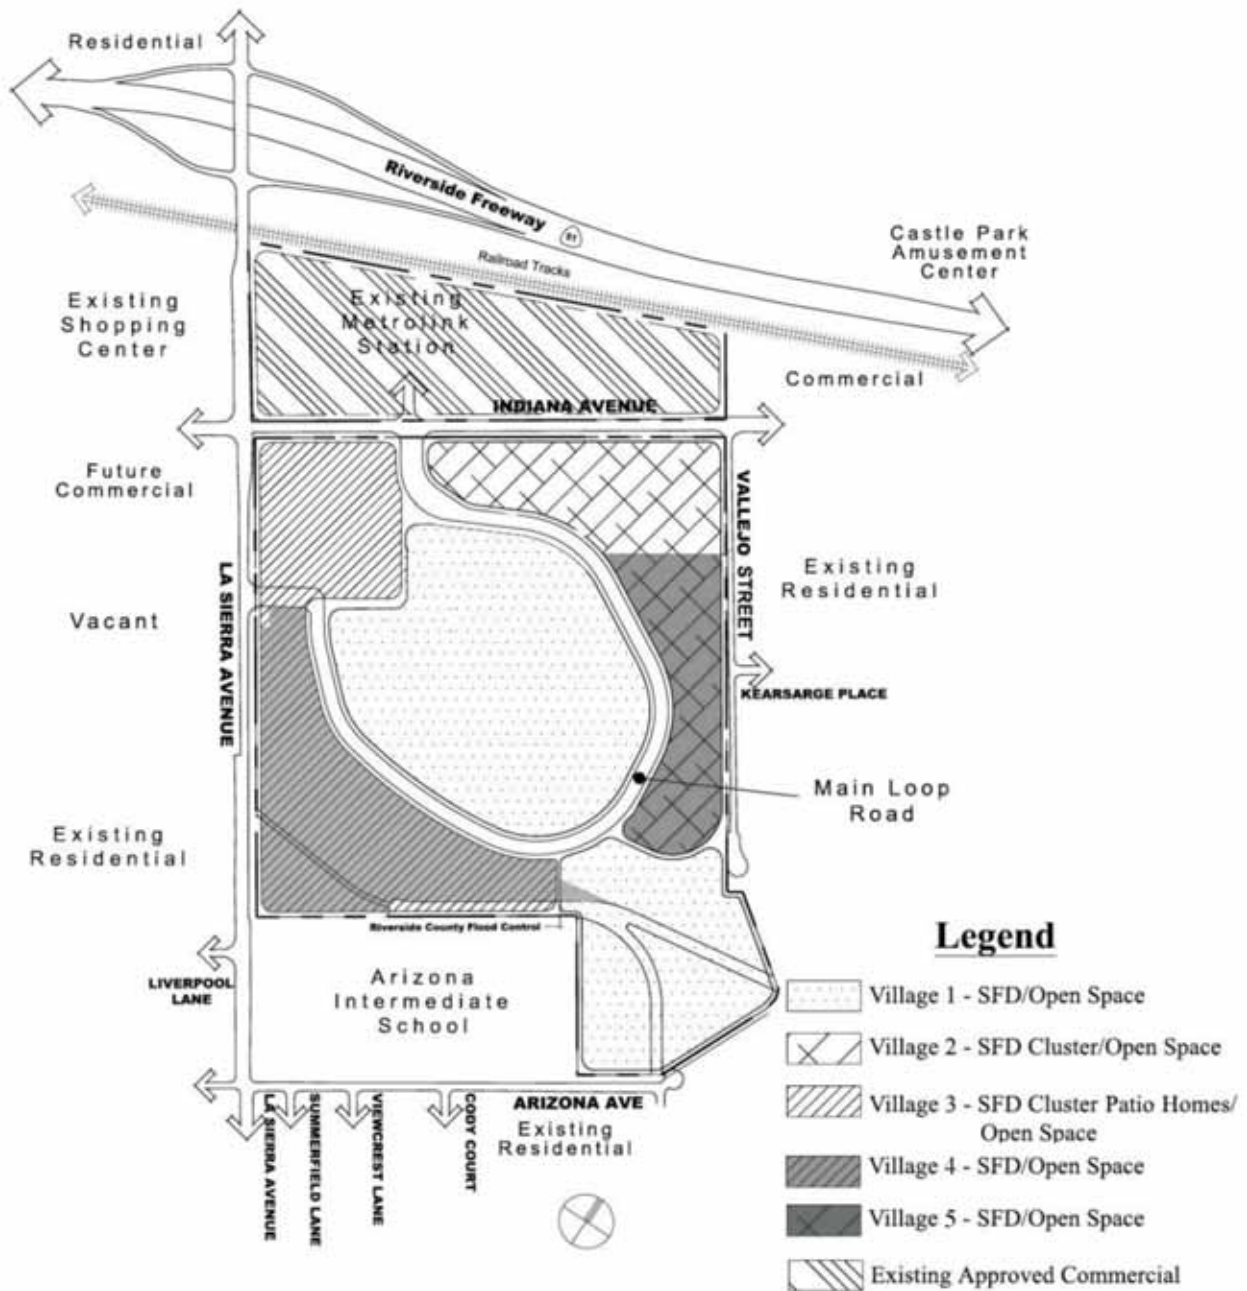 Residential
Riverside Freeway
91
Railroad Tracks
Castle Park
Amusement
Center
Existing
Shopping
Center
Existing
Metrolink
Station
Commercial
INDIANA AVENUE
Future
Commercial
VALLEJO STREET
LA SIERRA AVENUE
Existing
Residential
Vacant
KEARSARGE PLACE
Main Loop
Road
Existing
Residential
Riverside County Flood Control
LIVERPOOL
LANE
Arizona
Intermediate
School
ARIZONA AVE
Existing
Residential
LA SIERRA AVENUE
SUMMERFIELD LANE
VIEWCREST LANE
CODY COURT
Legend
Village 1 - SFD/Open Space
Village 2 - SFD Cluster/Open Space
Village 3 - SFD Cluster Patio Homes/
Open Space
Village 4 - SFD/Open Space
Village 5 - SFD/Open Space
Existing Approved Commercial